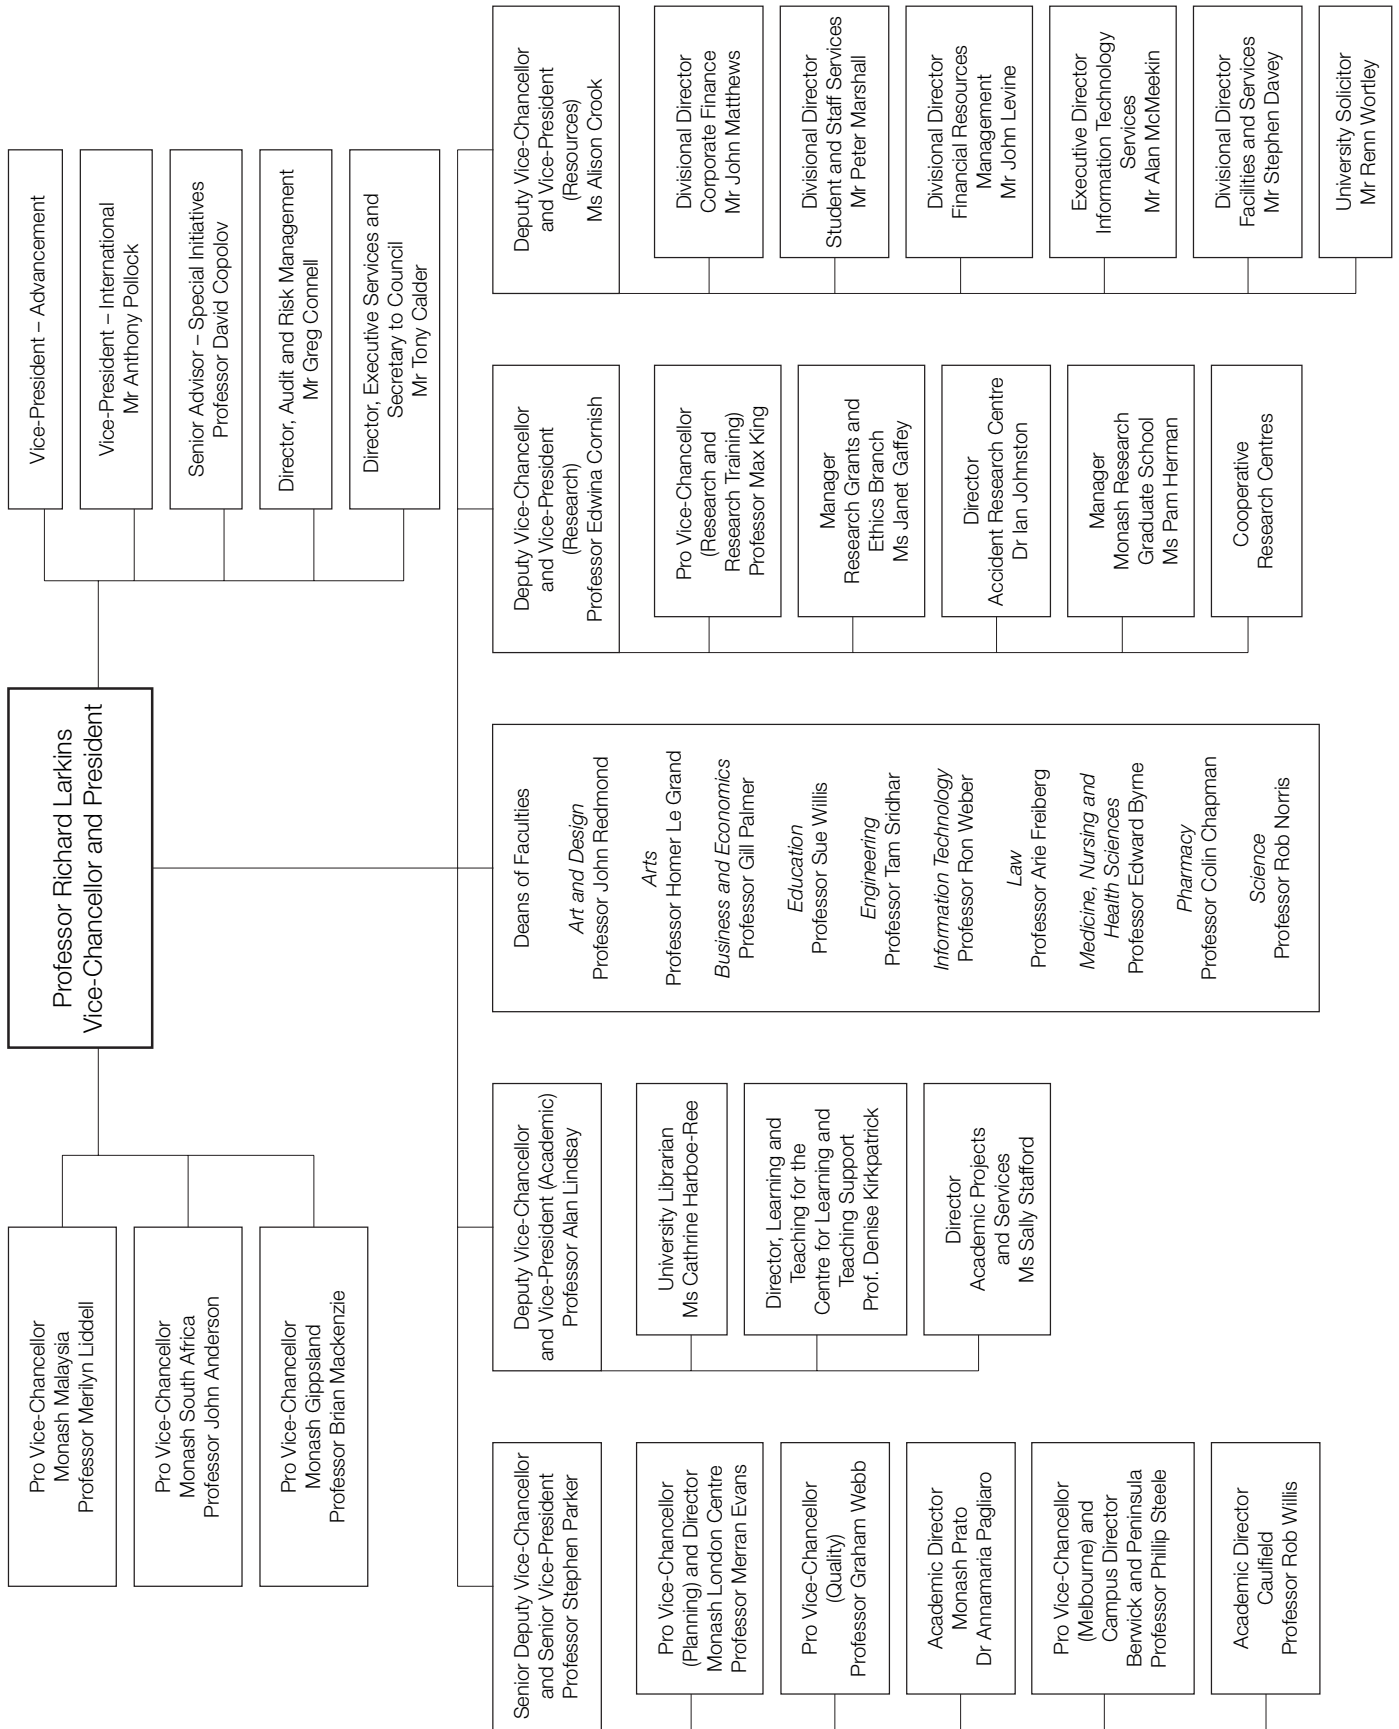 Professor Richard Larkins
Vice-Chancellor and President
Pro Vice-Chancellor
Monash Malaysia
Professor Merilyn Liddell
Pro Vice-Chancellor
Monash South Africa
Professor John Anderson
Pro Vice-Chancellor
Monash Gippsland
Professor Brian Mackenzie
Vice-President – Advancement
Vice-President – International
Mr Anthony Pollock
Senior Advisor – Special Initiatives
Professor David Copolov
Director, Audit and Risk Management
Mr Greg Connell
Director, Executive Services and
Secretary to Council
Mr Tony Calder
Senior Deputy Vice-Chancellor
and Senior Vice-President
Professor Stephen Parker
Pro Vice-Chancellor
(Planning) and Director
Monash London Centre
Professor Merran Evans
Pro Vice-Chancellor
(Quality)
Professor Graham Webb
Academic Director
Monash Prato
Dr Annamaria Pagliaro
Pro Vice-Chancellor
(Melbourne) and
Campus Director
Berwick and Peninsula
Professor Phillip Steele
Academic Director
Caulfield
Professor Rob Willis
Deputy Vice-Chancellor
and Vice-President (Academic)
Professor Alan Lindsay
University Librarian
Ms Cathrine Harboe-Ree
Director, Learning and
Teaching for the
Centre for Learning and
Teaching Support
Prof. Denise Kirkpatrick
Director
Academic Projects
and Services
Ms Sally Stafford
Deans of Faculties
Art and Design
Professor John Redmond
Arts
Professor Homer Le Grand
Business and Economics
Professor Gill Palmer
Education
Professor Sue Willis
Engineering
Professor Tam Sridhar
Information Technology
Professor Ron Weber
Law
Professor Arie Freiberg
Medicine, Nursing and
Health Sciences
Professor Edward Byrne
Pharmacy
Professor Colin Chapman
Science
Professor Rob Norris
Deputy Vice-Chancellor
and Vice-President
(Research)
Professor Edwina Cornish
Pro Vice-Chancellor
(Research and
Research Training)
Professor Max King
Manager
Research Grants and
Ethics Branch
Ms Janet Gaffey
Director
Accident Research Centre
Dr Ian Johnston
Manager
Monash Research
Graduate School
Ms Pam Herman
Cooperative
Research Centres
Deputy Vice-Chancellor
and Vice-President
(Resources)
Ms Alison Crook
Divisional Director
Corporate Finance
Mr John Matthews
Divisional Director
Student and Staff Services
Mr Peter Marshall
Divisional Director
Financial Resources
Management
Mr John Levine
Executive Director
Information Technology
Services
Mr Alan McMeekin
Divisional Director
Facilities and Services
Mr Stephen Davey
University Solicitor
Mr Renn Wortley